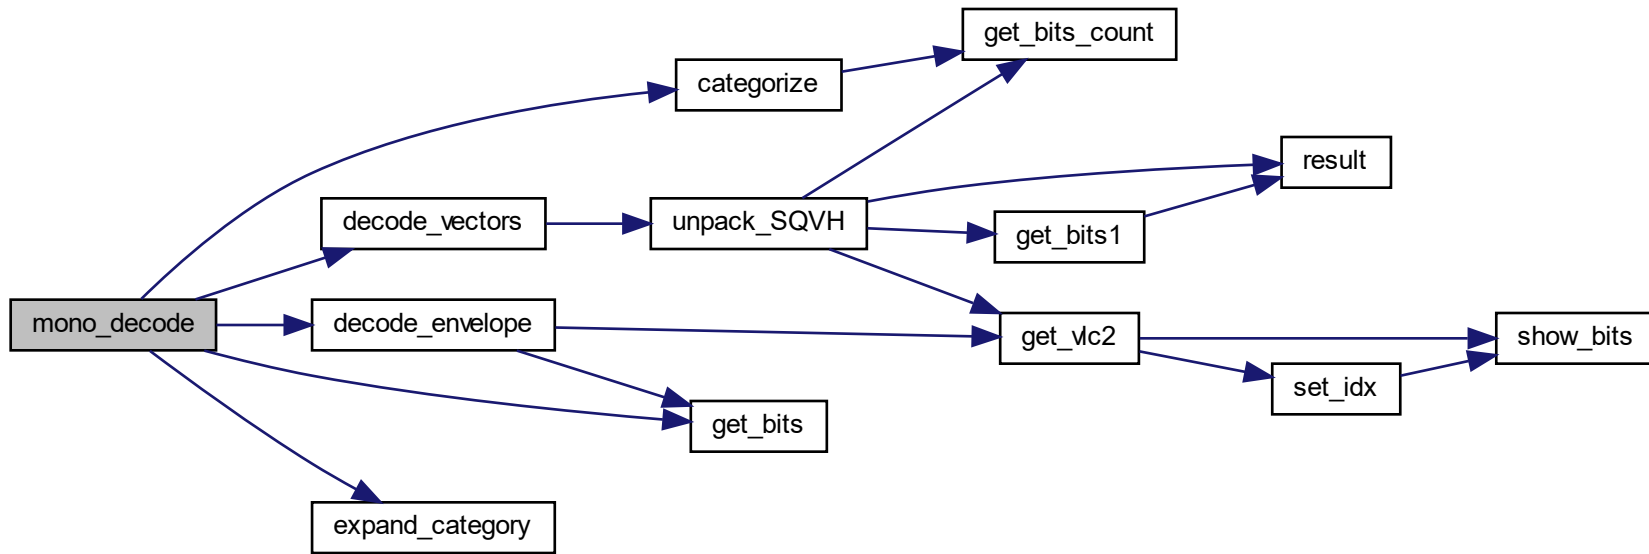 get_bits_count
categorize
result
decode_vectors
unpack_SQVH
get_bits1
mono_decode
decode_envelope
get_vlc2
show_bits
set_idx
get_bits
expand_category